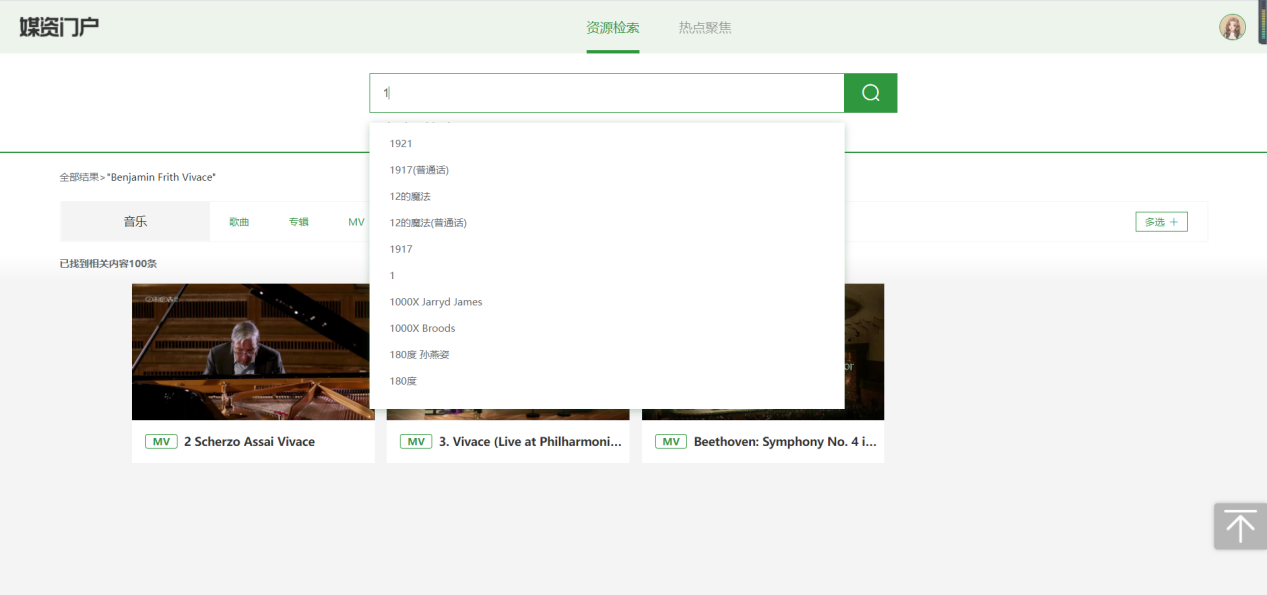 媒资门户
资源检索
热点聚焦
1
1921
1917(普通话)
12的魔法
12的魔法(普通话)
1917
1
1000X Jarryd James
1000X Broods
180度 孙燕姿
180度
全部结果>"Benjamin Frith Vivace"
音乐 歌曲 专辑 MV
多选 +
已找到相关内容100条
MV 2 Scherzo Assai Vivace
MV 3. Vivace (Live at Philharmoni...
MV Beethoven: Symphony No. 4 i...